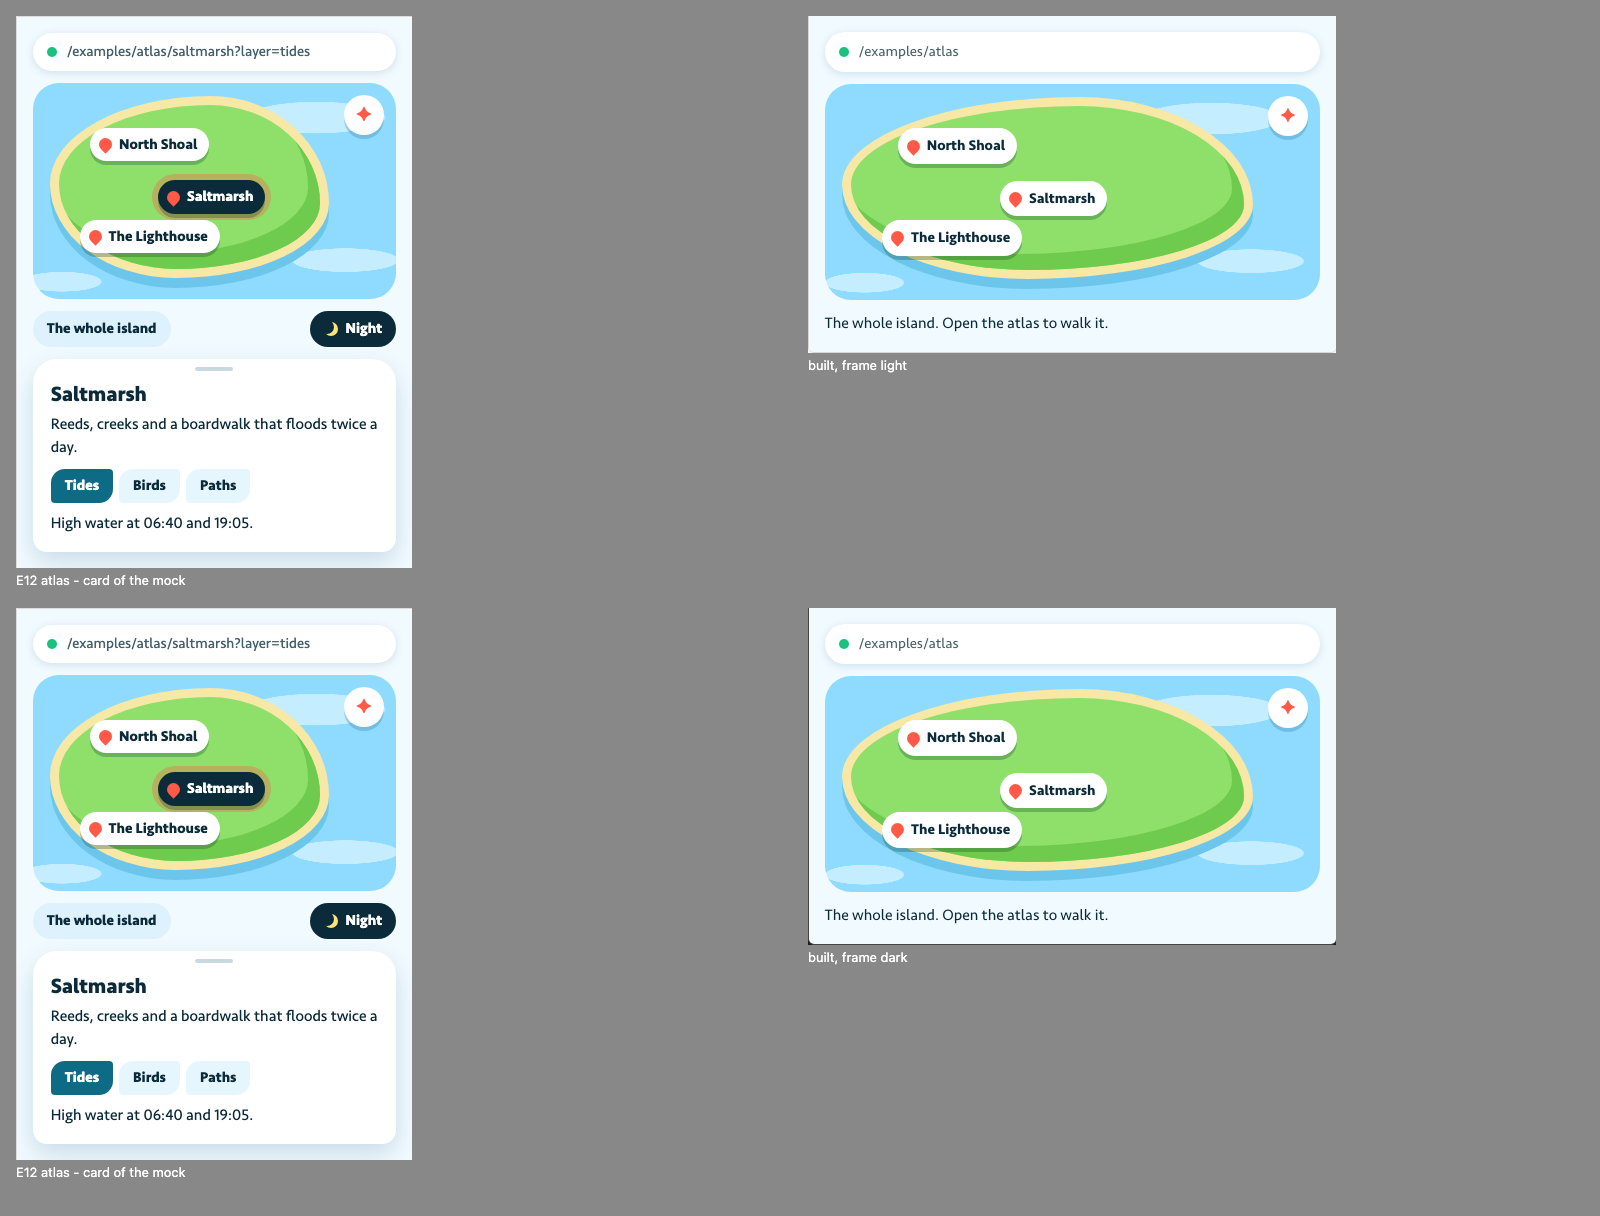 /examples/atlas/saltmarsh?layer=tides
North Shoal
Saltmarsh
The Lighthouse
The whole island
Night
Saltmarsh
Reeds, creeks and a boardwalk that floods twice a
day.
Tides
Birds
Paths
High water at 06:40 and 19:05.
E12 atlas - card of the mock
/examples/atlas
North Shoal
Saltmarsh
The Lighthouse
The whole island. Open the atlas to walk it.
built, frame light
/examples/atlas/saltmarsh?layer=tides
North Shoal
Saltmarsh
The Lighthouse
The whole island
Night
Saltmarsh
Reeds, creeks and a boardwalk that floods twice a
day.
Tides
Birds
Paths
High water at 06:40 and 19:05.
E12 atlas - card of the mock
/examples/atlas
North Shoal
Saltmarsh
The Lighthouse
The whole island. Open the atlas to walk it.
built, frame dark